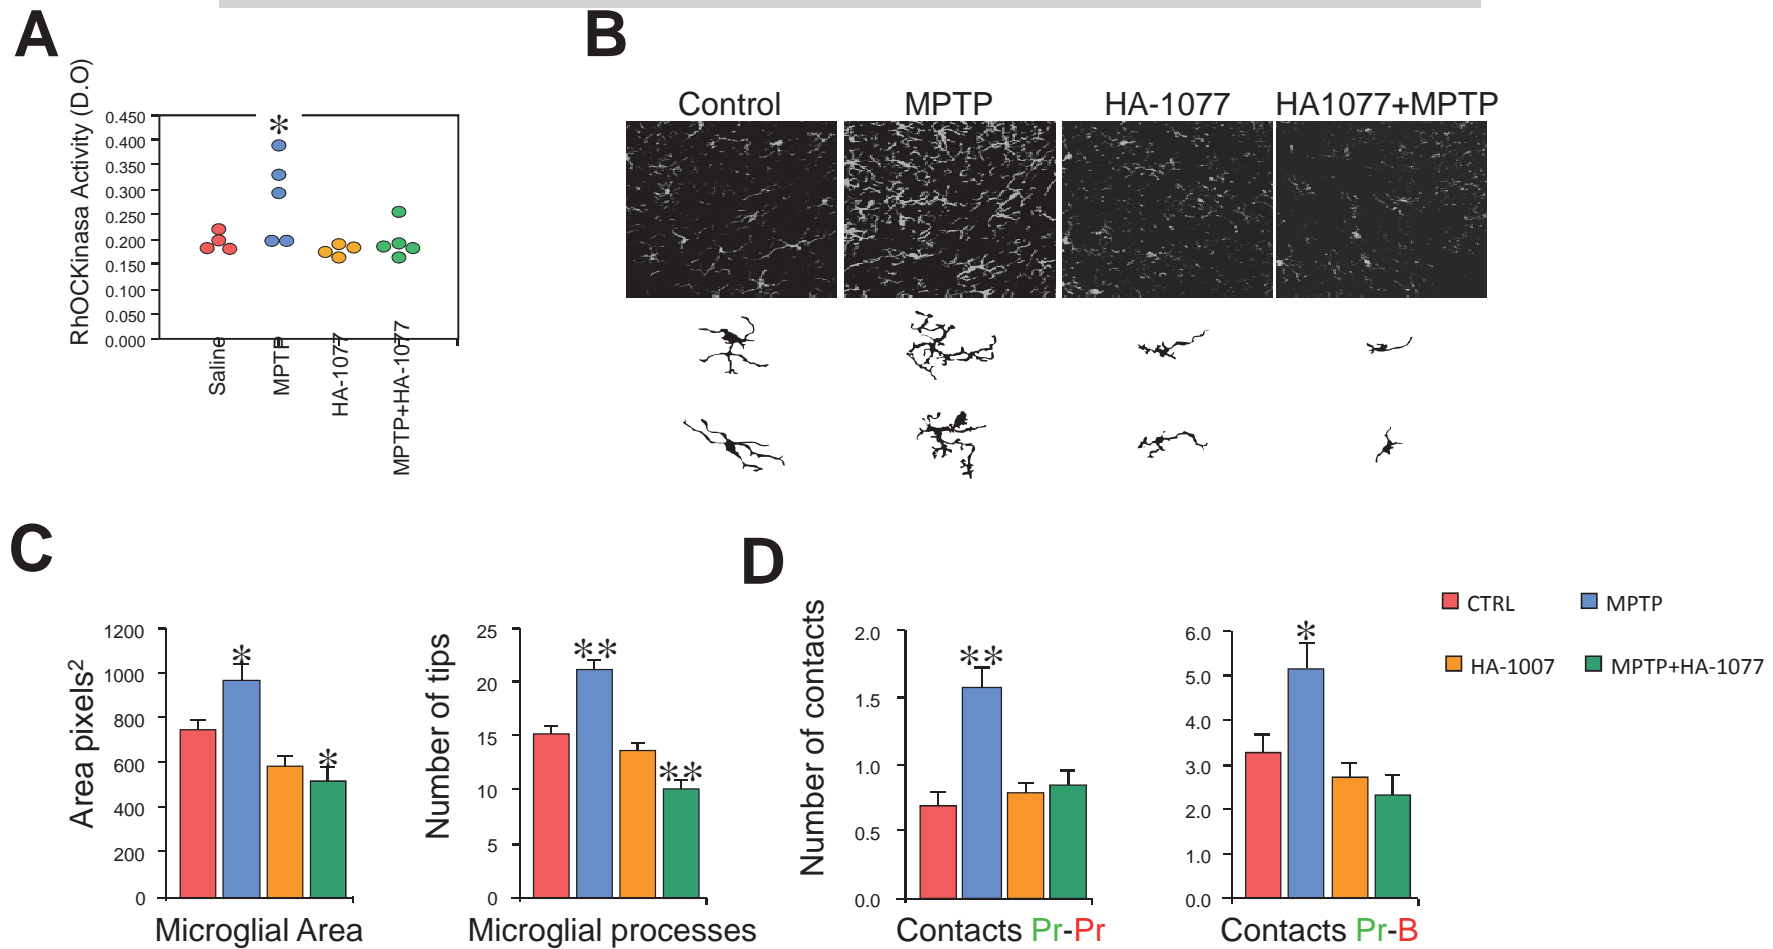 A
RhOCKinasa Activity (D.O)
0.450
0.400
0.350
0.300
0.250
0.200
0.150
0.100
0.050
0.000
*
Saline
MPTP
HA-1077
MPTP+HA-1077
B
Control
MPTP
HA-1077
HA1077+MPTP
C
Area pixels2
1200
1000
800
600
400
200
0
*
*
Microglial Area
Number of tips
25
20
15
10
5
0
**
**
Microglial processes
D
Number of contacts
2.0
1.5
1.0
0.5
0.0
**
Contacts Pr-Pr
6.0
5.0
4.0
3.0
2.0
1.0
0.0
*
Contacts Pr-B
CTRL
MPTP
HA-1007
MPTP+HA-1077